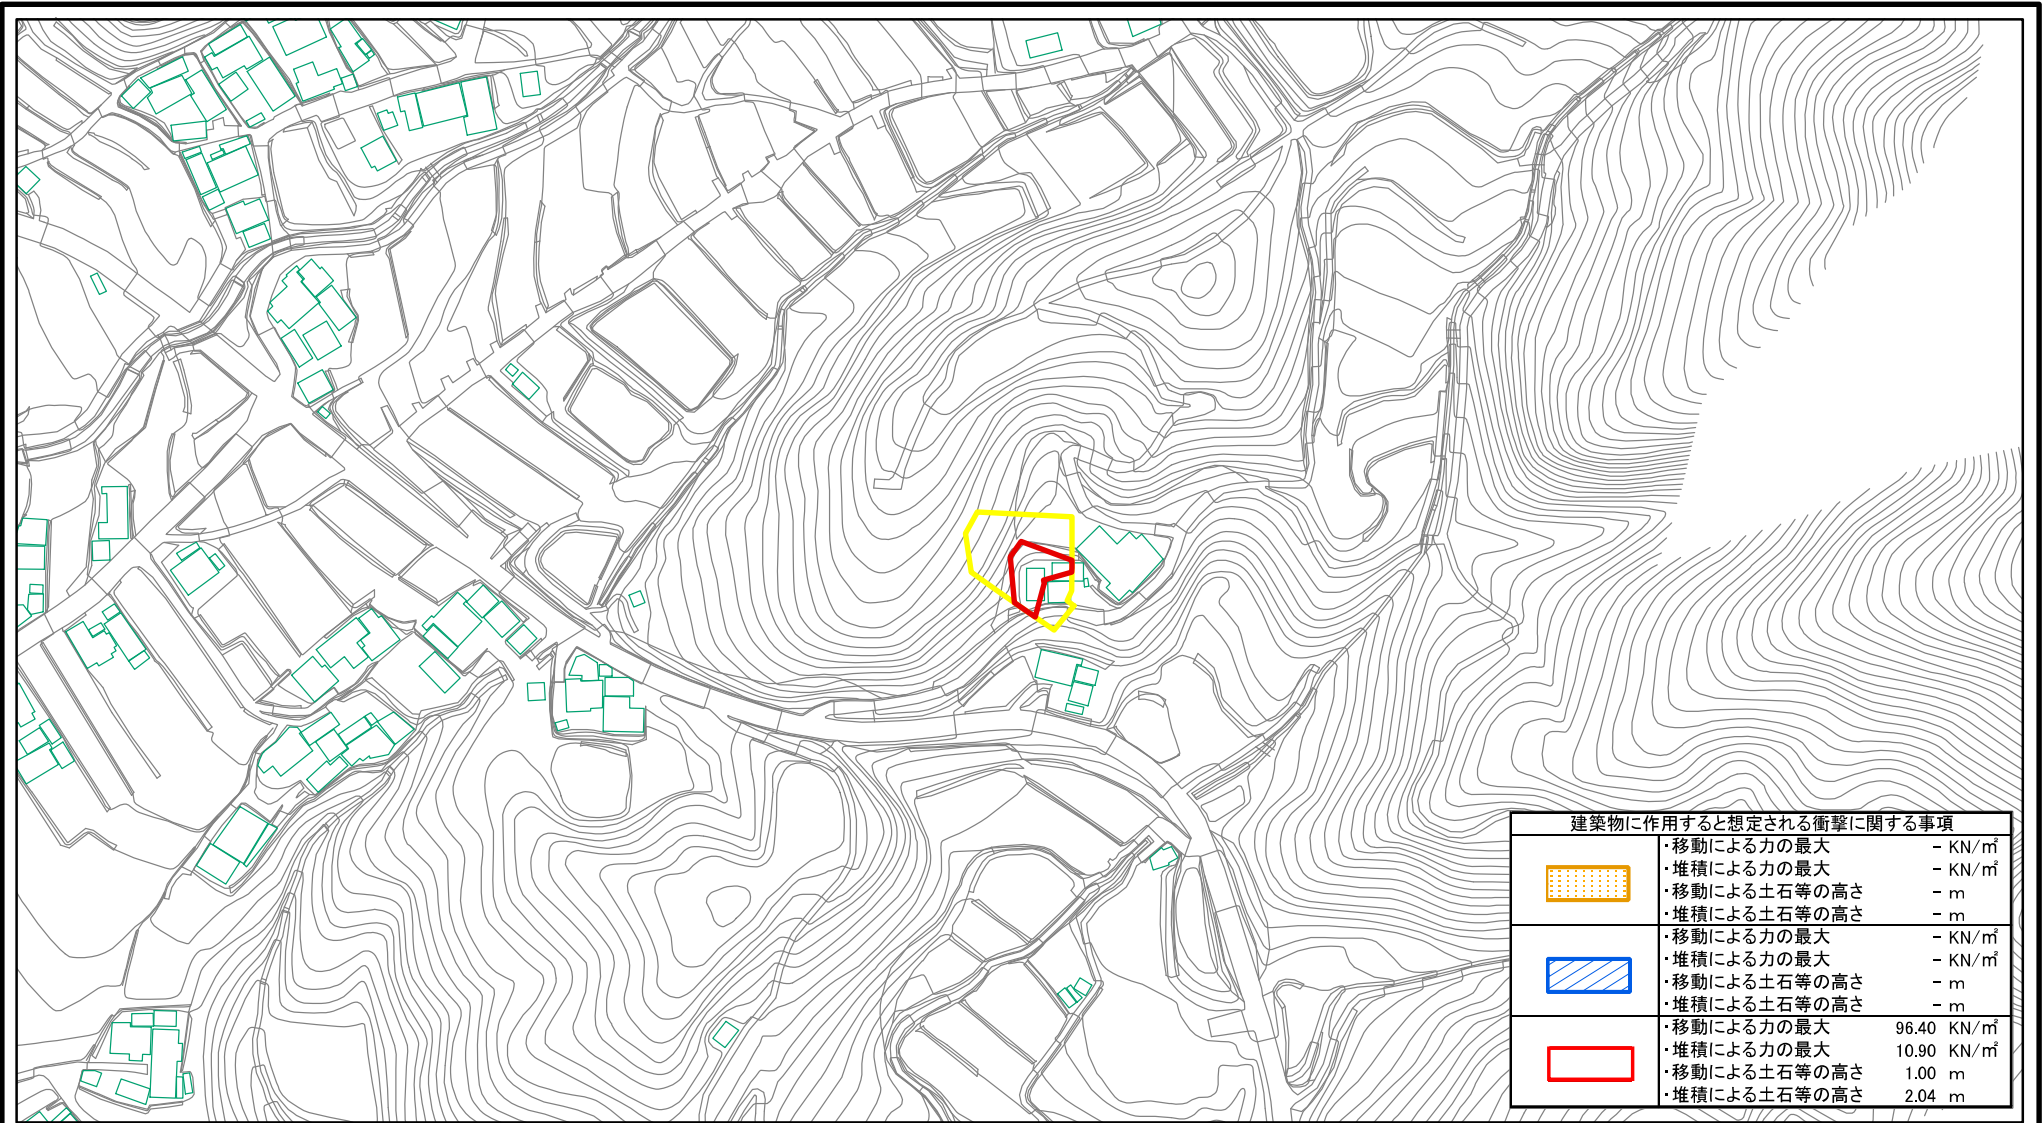 建築物に作用すると想定される衝撃に関する事項
・移動による力の最大 - KN/㎡
・堆積による力の最大 - KN/㎡
・移動による土石等の高さ - m
・堆積による土石等の高さ - m
・移動による力の最大 - KN/㎡
・堆積による力の最大 - KN/㎡
・移動による土石等の高さ - m
・堆積による土石等の高さ - m
・移動による力の最大 96.40 KN/㎡
・堆積による力の最大 10.90 KN/㎡
・移動による土石等の高さ 1.00 m
・堆積による土石等の高さ 2.04 m